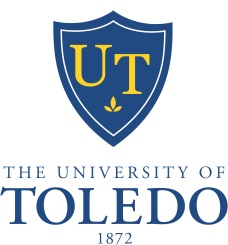 UT
THE UNIVERSITY OF
TOLEDO
1872